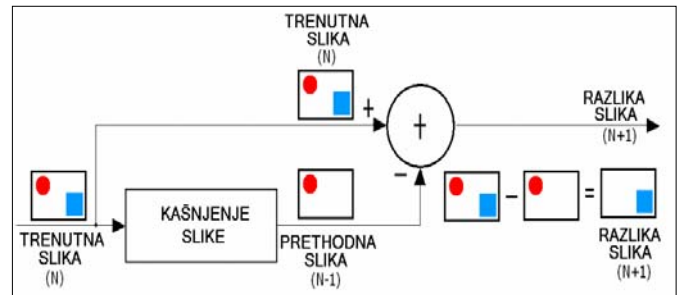 TRENUTNA
SLIKA
(N)
+
+
RAZLIKA
SLIKA
(N+1)
−
− =
KAŠNJENJE
SLIKE
TRENUTNA
SLIKA
(N)
PRETHODNA
SLIKA
(N-1)
RAZLIKA
SLIKA
(N+1)